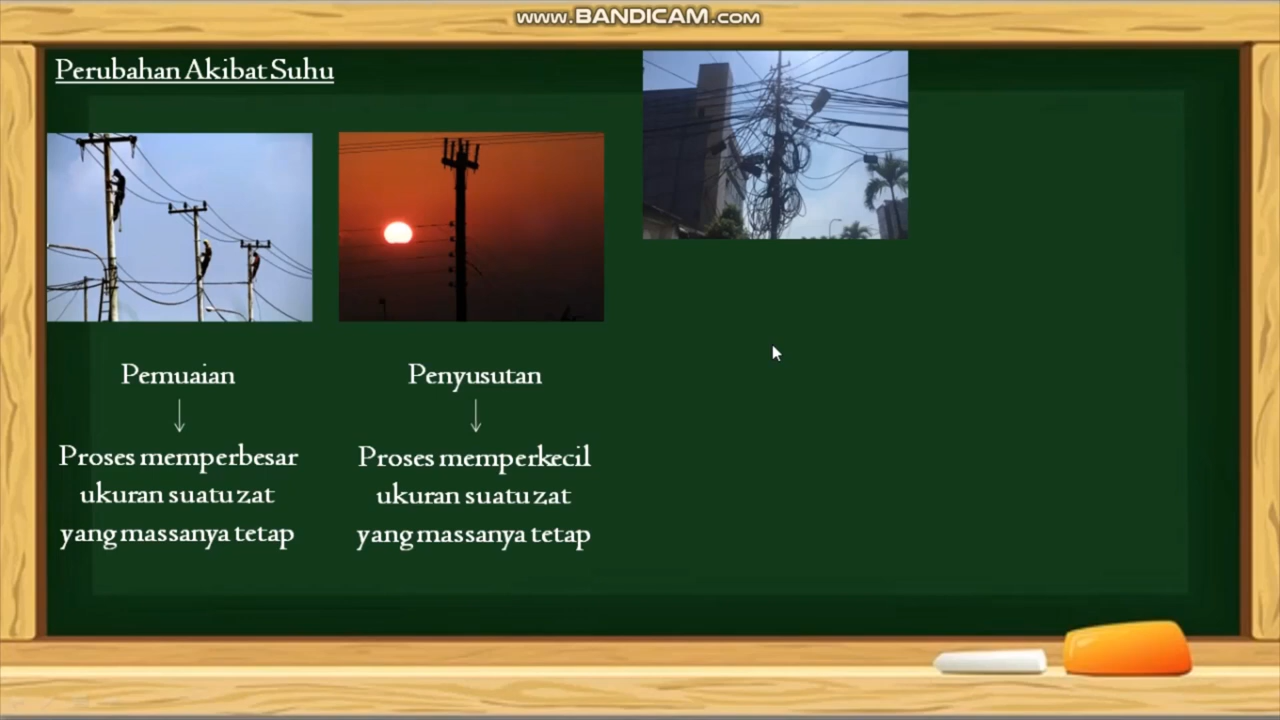 www.BANDICAM.com
Perubahan Akibat Suhu
Pemuaian
Proses memperbesar
ukuran suatu zat
yang massanya tetap
Penyusutan
Proses memperkecil
ukuran suatu zat
yang massanya tetap